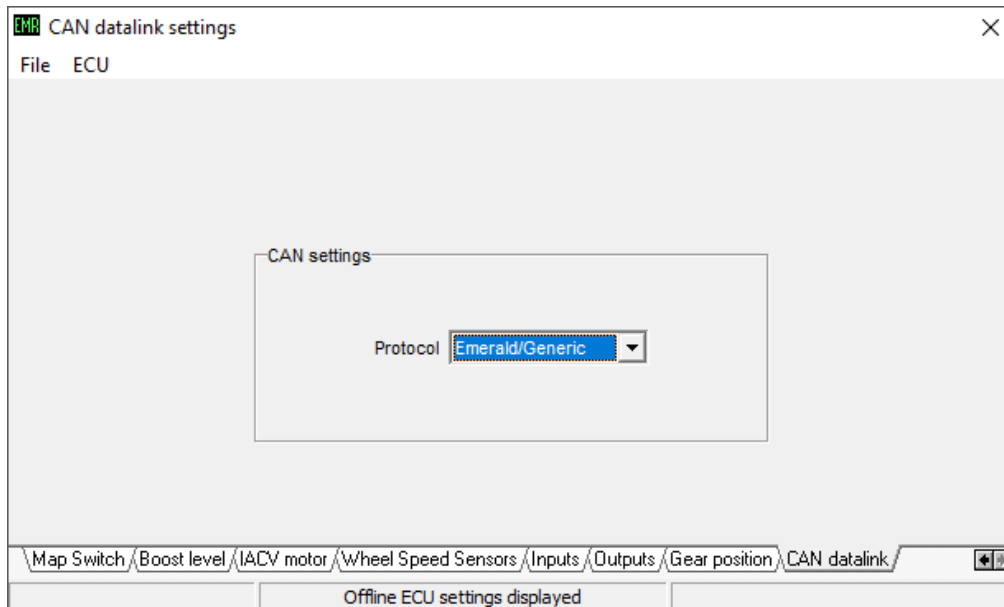 EMR CAN datalink settings
File ECU
CAN settings
Protocol Emerald/Generic
Map Switch Boost level IACV motor Wheel Speed Sensors Inputs Outputs Gear position CAN datalink
Offline ECU settings displayed